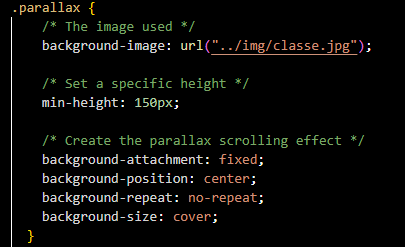 .parallax {
/* The image used */
background-image: url("../img/classe.jpg");
/* Set a specific height */
min-height: 150px;
/* Create the parallax scrolling effect */
background-attachment: fixed;
background-position: center;
background-repeat: no-repeat;
background-size: cover;
}